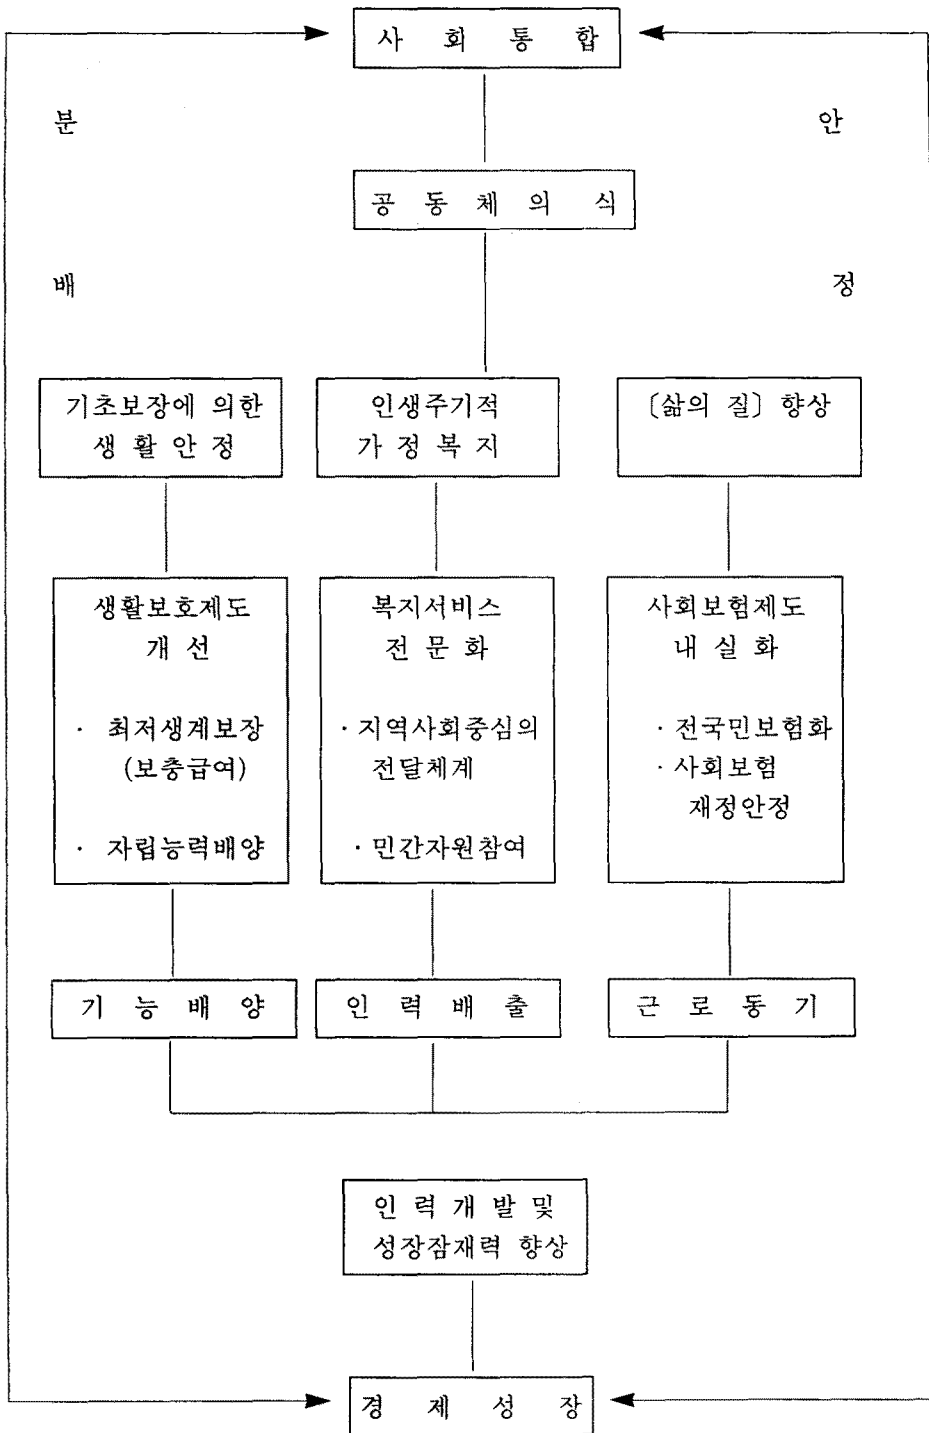 사 회 통 합
분
안
공 동 체 의 식
배
정
기초보장에 의한
생 활 안 정
인생주기적
가 정 복 지
〔삶의 질〕 향상
생활보호제도
개 선
· 최저생계보장
(보충급여)
· 자립능력배양
복지서비스
전 문 화
· 지역사회중심의
전달체계
· 민간자원참여
사회보험제도
내 실 화
· 전국민보험화
· 사회보험
재정안정
기 능 배 양
인 력 배 출
근 로 동 기
인 력 개 발 및
성장잠재력 향상
경 제 성 장